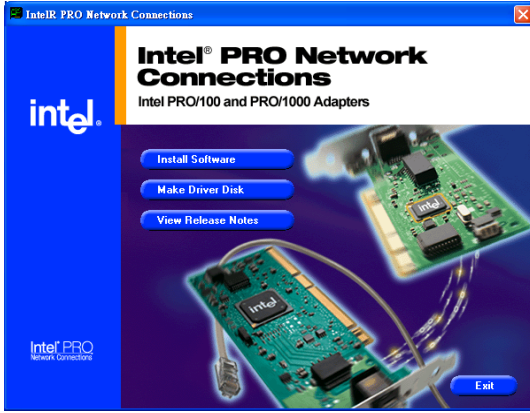 IntelR PRO Network Connections
Intel® PRO Network
Connections
Intel PRO/100 and PRO/1000 Adapters
intel®
Install Software
Make Driver Disk
View Release Notes
intel
intel
Intel® PRO
Network Connections
Exit